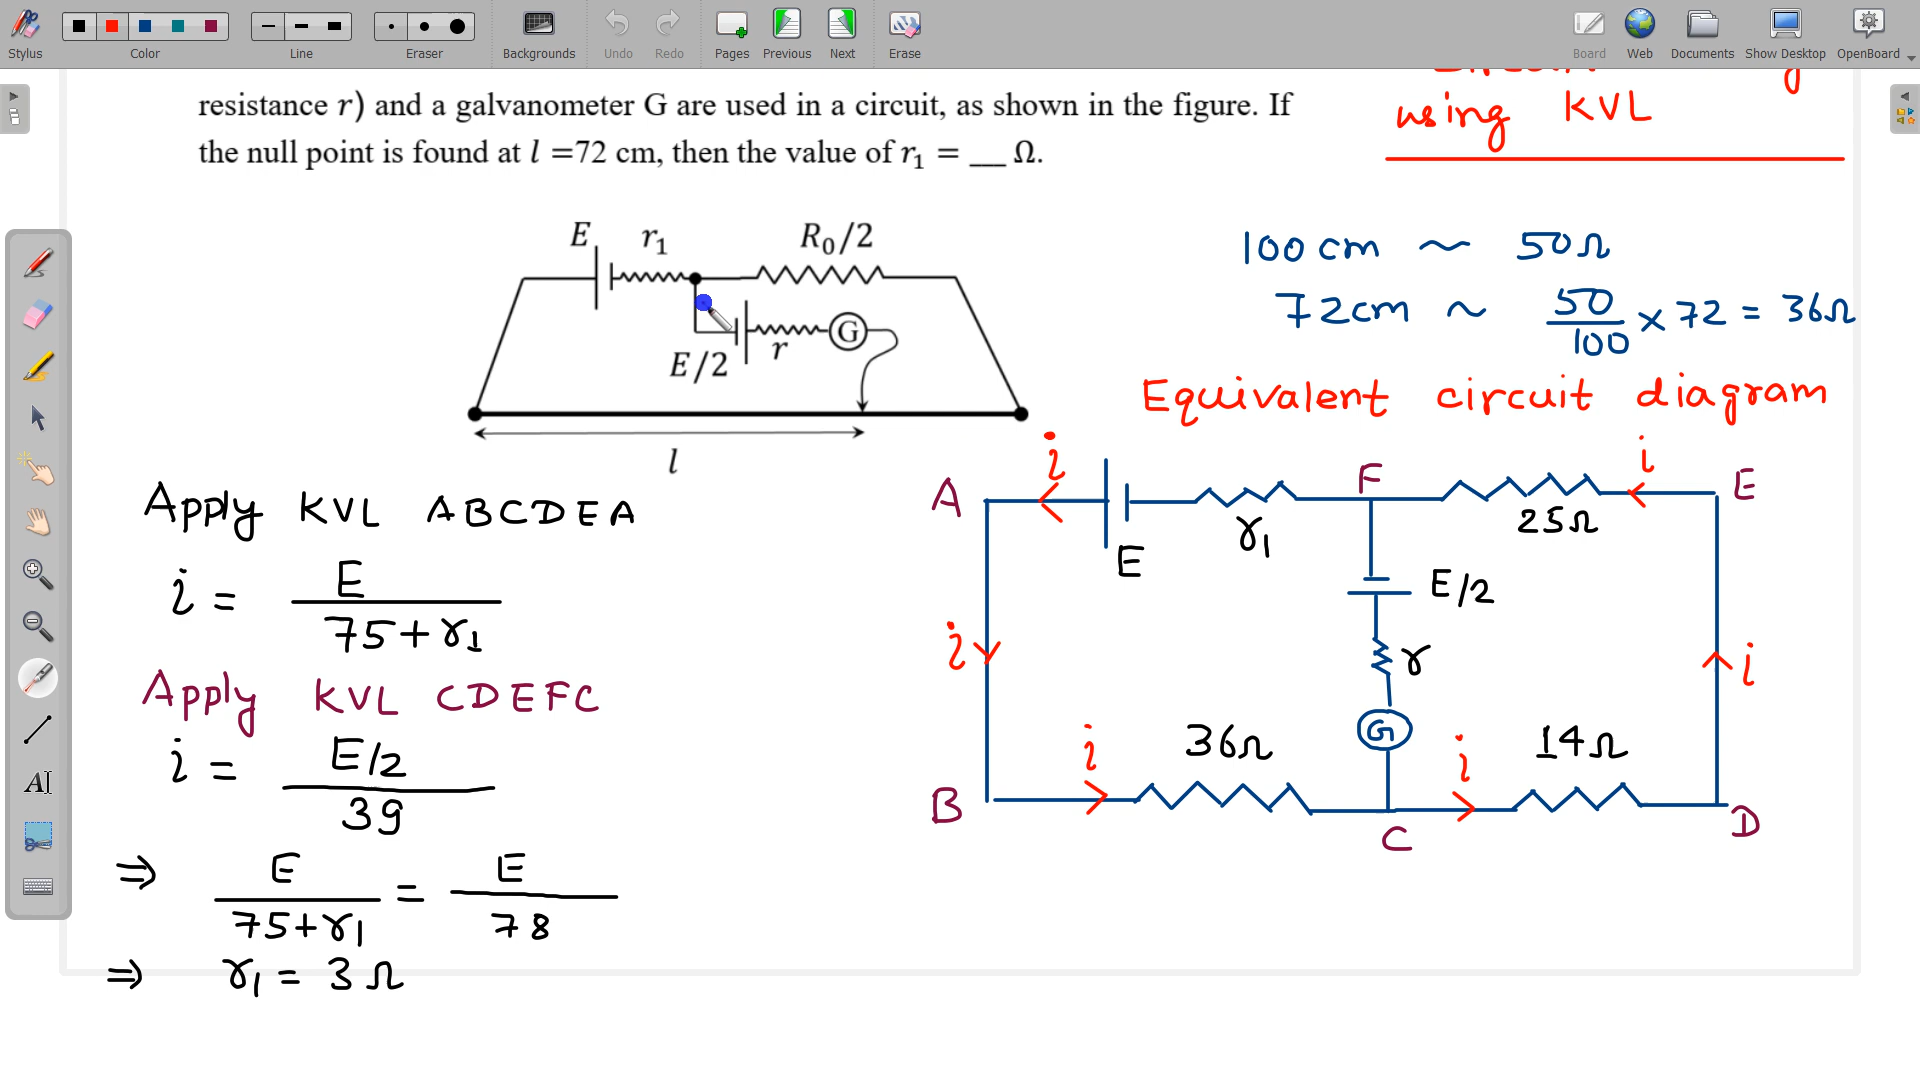 Stylus Color Line Eraser Backgrounds Undo Redo Pages Previous Next Erase Board Web Documents Show Desktop OpenBoard
resistance r) and a galvanometer G are used in a circuit, as shown in the figure. If
the null point is found at l =72 cm, then the value of r₁ = ___ Ω.
using KVL
E r₁ R₀/2
E/2 r G
l
100 cm ~ 50Ω
72cm ~ 50/100 × 72 = 36Ω
Equivalent circuit diagram
A i E r₁ F 25Ω i E
E/2
i r i
G
B i 36Ω C i 14Ω D
Apply KVL ABCDEA
i = E/75+r₁
Apply KVL CDEFC
i = E/2/39
⇒ E/75+r₁ = E/78
⇒ r₁ = 3Ω
AI